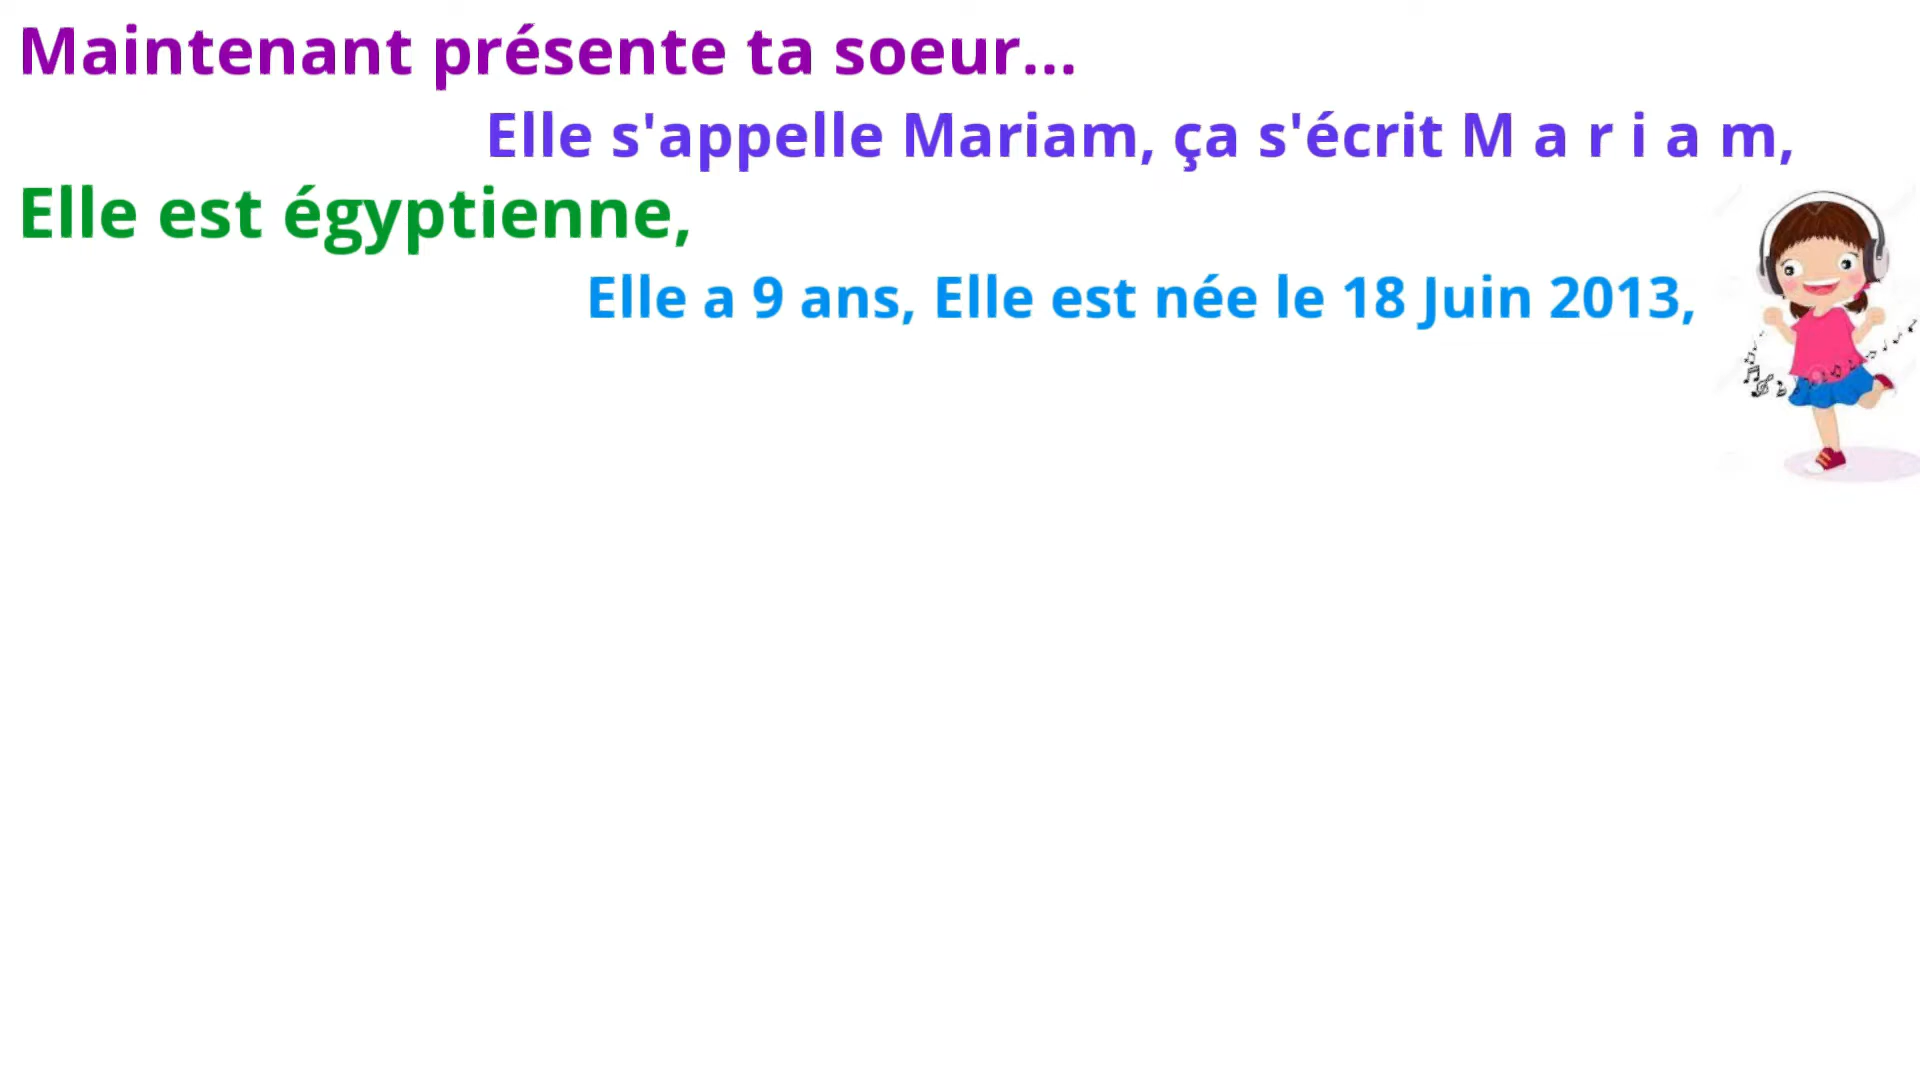 Maintenant présente ta soeur...
Elle s'appelle Mariam, ça s'écrit M a r i a m,
Elle est égyptienne,
Elle a 9 ans, Elle est née le 18 Juin 2013,